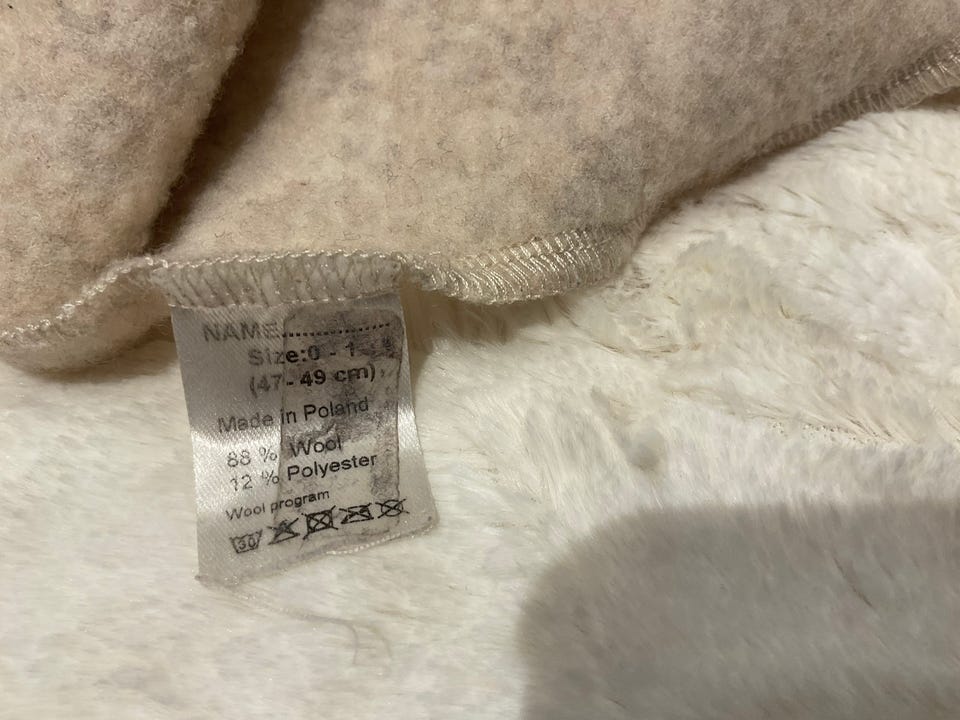 NAME....................
Size:0 - 1
(47- 49 cm)
Made in Poland
88 % Wool
12 % Polyester
Wool program
30